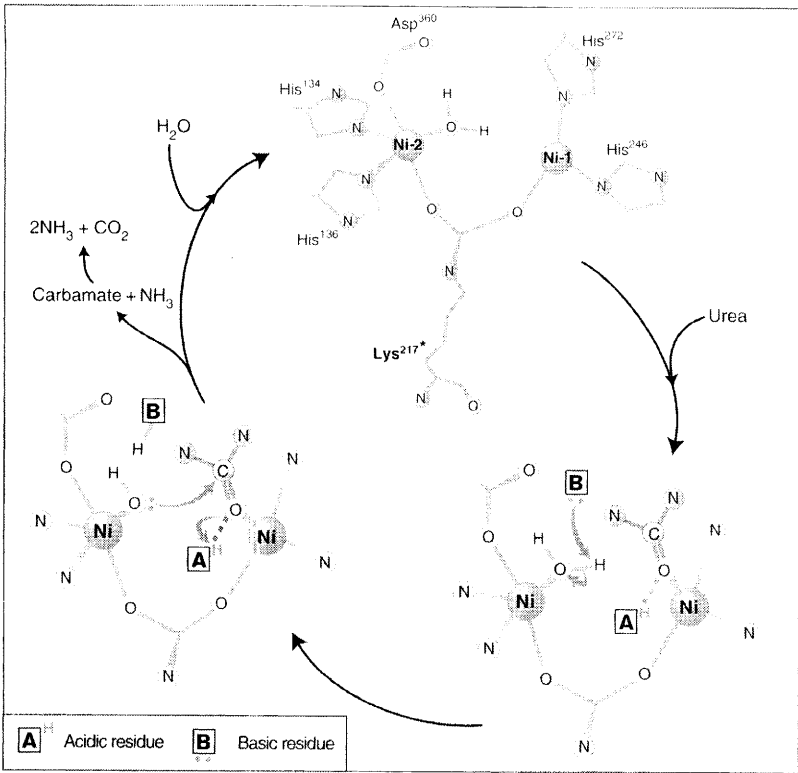 Asp360
His134
His272
H2O
Ni-2
O
H
H
Ni-1
His246
His136
2NH3 + CO2
Carbamate + NH3
Lys217*
Urea
B
H
H
O
C
O
N
N
Ni
A
H
Ni
B
H
O
H
C
O
N
N
Ni
A
H
Ni
A H Acidic residue B Basic residue